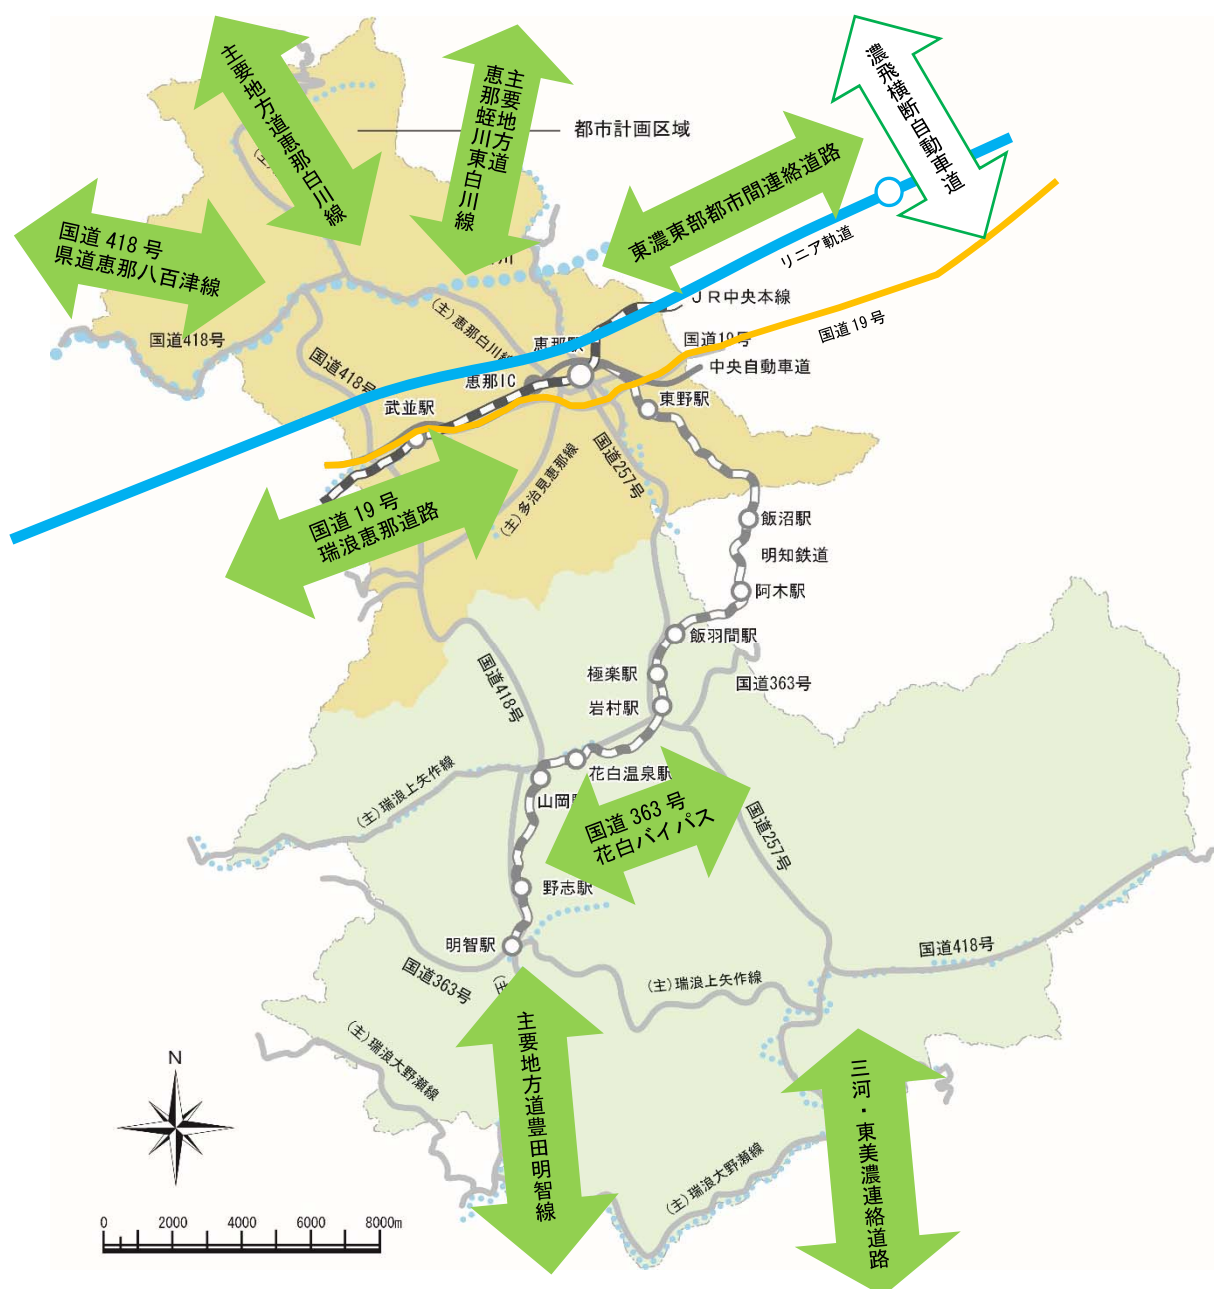 主要地方道恵那白川線
主要地方道
恵那蛭川東白川線
濃飛横断自動車道
都市計画区域
東濃東部都市間連絡道路
国道 418 号
県道恵那八百津線
リニア軌道
川
JR中央本線
(主)恵那白川線
国道418号
恵那駅
国道19号
国道 19 号
国道418号
恵那IC
中央自動車道
武並駅
東野駅
国道257号
(主)多治見恵那線
国道 19 号
瑞浪恵那道路
飯沼駅
明知鉄道
阿木駅
飯羽間駅
極楽駅
国道363号
国道418号
岩村駅
花白温泉駅
(主)瑞浪上矢作線
山岡
国道 363 号
花白バイパス
国道257号
野志駅
明智駅
国道418号
国道363号
(主)瑞浪上矢作線
(主)瑞浪大野瀬線
主要地方道豊田明智線
三河・東美濃連絡道路
N
(主)瑞浪大野瀬線
0 2000 4000 6000 8000m